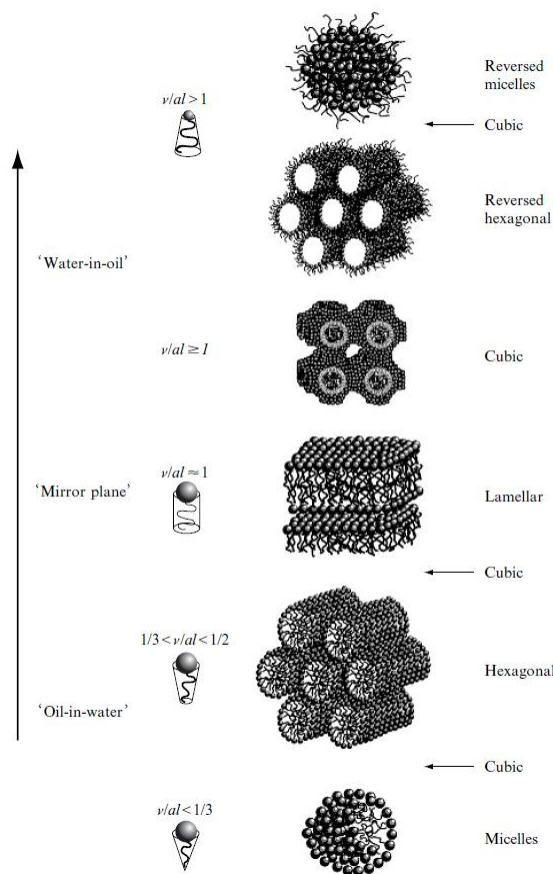 Reversed
micelles
ν/al > 1
Cubic
Reversed
hexagonal
‘Water-in-oil’
ν/al ≥ 1
Cubic
ν/al ≈ 1
‘Mirror plane’
Lamellar
Cubic
1/3 < ν/al < 1/2
Hexagonal
‘Oil-in-water’
Cubic
ν/al < 1/3
Micelles